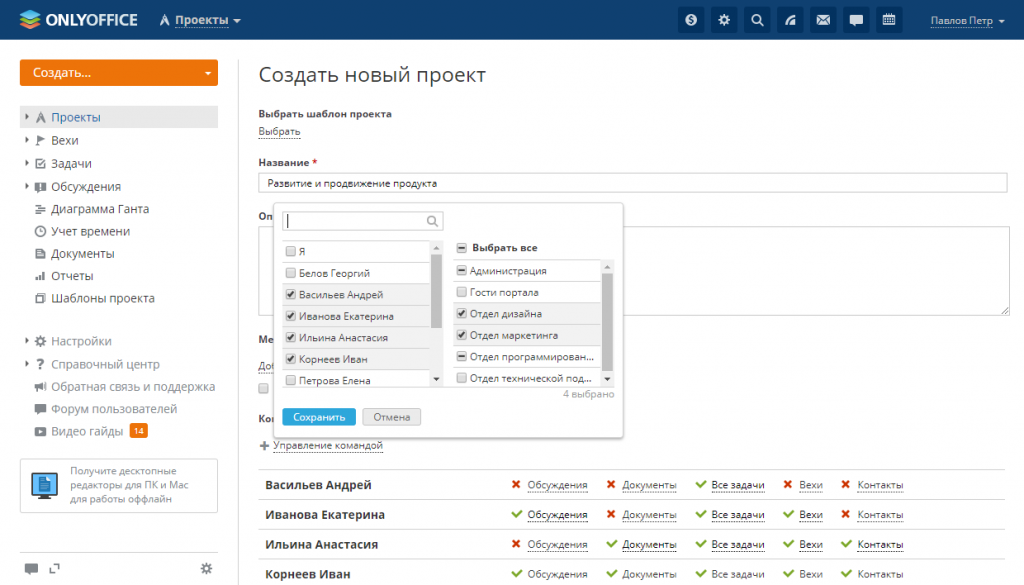 ONLYOFFICE
Проекты
Павлов Петр
Создать...
Проекты
Вехи
Задачи
Обсуждения
Диаграмма Ганта
Учет времени
Документы
Отчеты
Шаблоны проекта
Настройки
Справочный центр
Обратная связь и поддержка
Форум пользователей
Видео гайды 14
Получите десктопные
редакторы для ПК и Mac
для работы оффлайн
Создать новый проект
Выбрать шаблон проекта
Выбрать
Название *
Развитие и продвижение продукта
Оп
Я
Белов Георгий
Васильев Андрей
Иванова Екатерина
Ильина Анастасия
Корнеев Иван
Петрова Елена
Выбрать все
Администрация
Гости портала
Отдел дизайна
Отдел маркетинга
Отдел программирован...
Отдел технической под...
4 выбрано
Сохранить Отмена
Ме
Доб
Ко
Управление командой
Васильев Андрей Обсуждения Документы Все задачи Вехи Контакты
Иванова Екатерина Обсуждения Документы Все задачи Вехи Контакты
Ильина Анастасия Обсуждения Документы Все задачи Вехи Контакты
Корнеев Иван Обсуждения Документы Все задачи Вехи Контакты